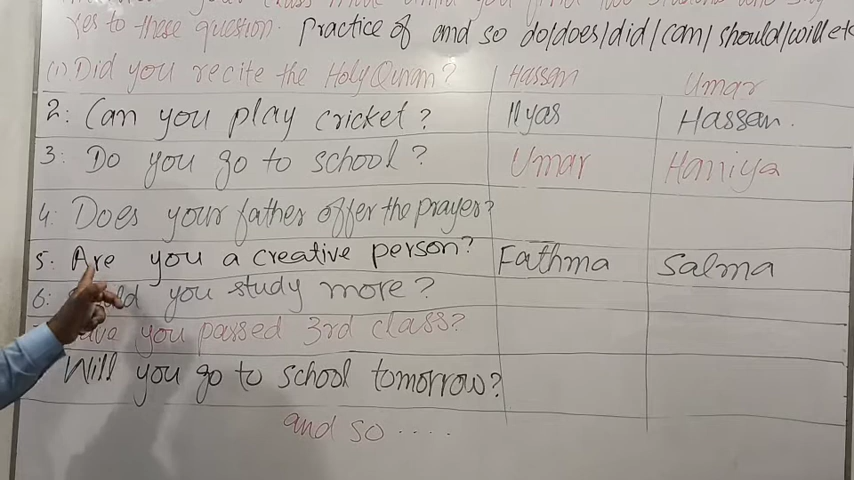 your class
Yes to these question. Practice of and so do/does/did/can/should/will etc
(1). Did you recite the Holy Quran? Hassan Umar
2: Can you play cricket? Ilyas Hassan.
3: Do you go to school? Umar Haniya
4: Does your father offer the prayer?
5: Are you a creative person? Fathma Salma
6: you study more?
you passed 3rd class?
Will you go to school tomorrow?
and so ....